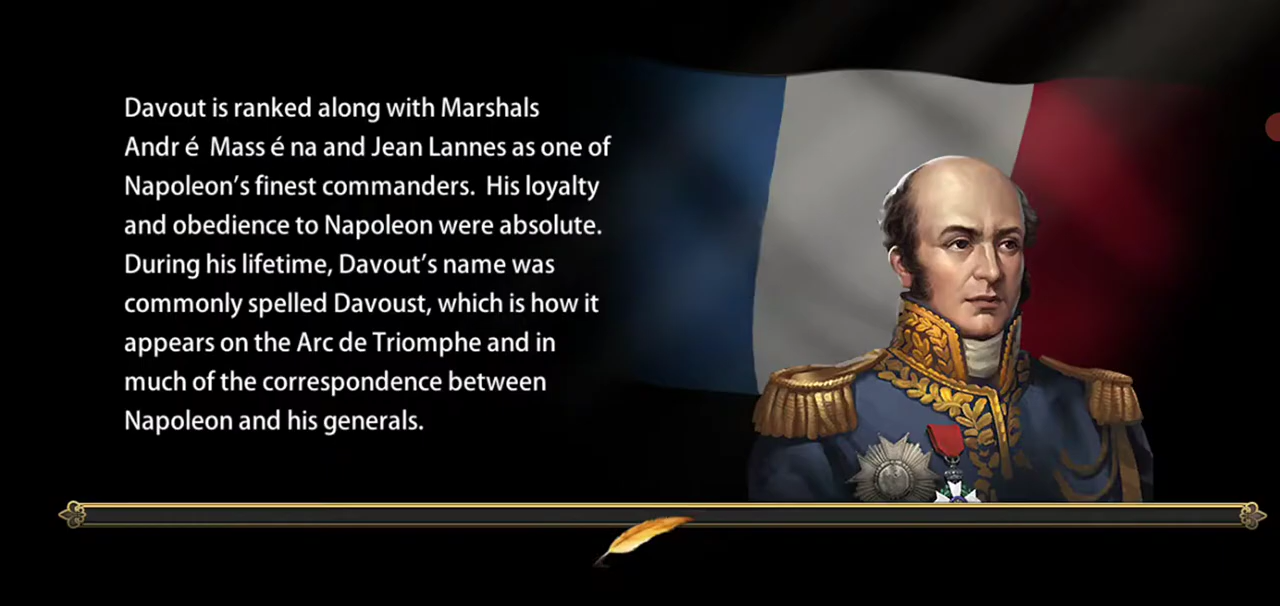 Davout is ranked along with Marshals
Andr é  Mass é na and Jean Lannes as one of
Napoleon's finest commanders.  His loyalty
and obedience to Napoleon were absolute.
During his lifetime, Davout's name was
commonly spelled Davoust, which is how it
appears on the Arc de Triomphe and in
much of the correspondence between
Napoleon and his generals.